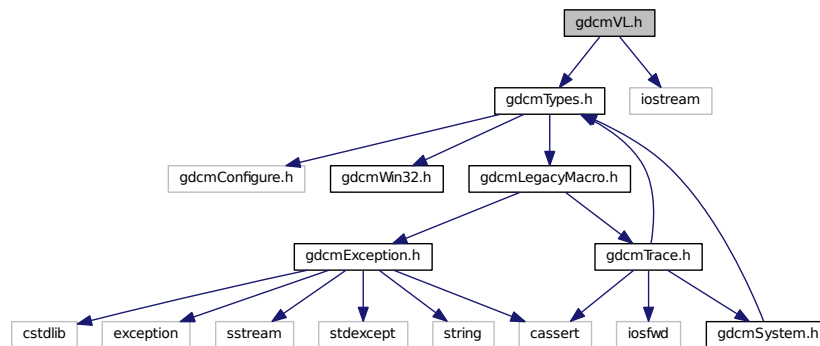 gdcmVL.h
gdcmTypes.h
iostream
gdcmConfigure.h
gdcmWin32.h
gdcmLegacyMacro.h
gdcmException.h
gdcmTrace.h
cstdlib
exception
sstream
stdexcept
string
cassert
iosfwd
gdcmSystem.h